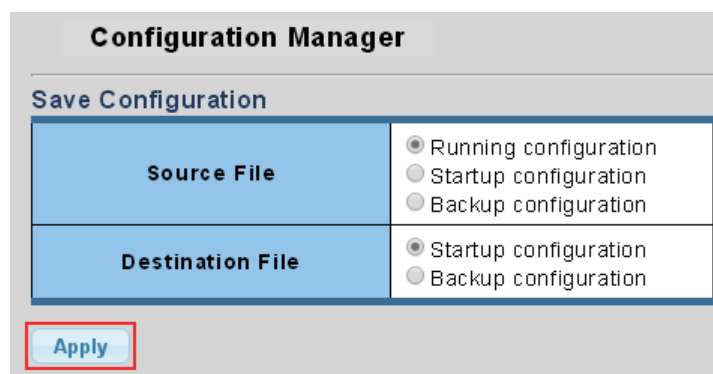 Configuration Manager
Save Configuration
Source File
Running configuration
Startup configuration
Backup configuration
Destination File
Startup configuration
Backup configuration
Apply